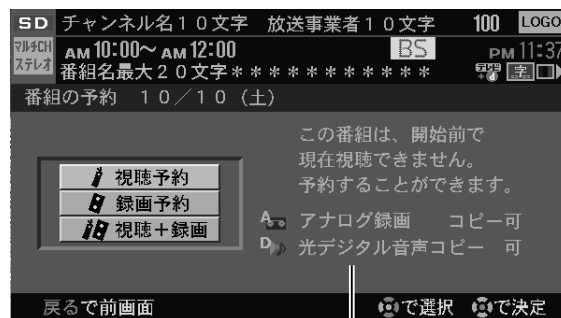 SD チャンネル名10文字 放送事業者10文字 100 LOGO
マルチCH
ステレオ
AM 10:00～ AM 12:00 BS PM 11:37
番組名最大20文字＊＊＊＊＊＊＊＊＊＊ テレビ+♪ 字
番組の予約 10／10（土）
この番組は、開始前で
現在視聴できません。
予約することができます。
視聴予約
録画予約
視聴＋録画
A アナログ録画 コピー可
D 光デジタル音声コピー 可
戻るで前画面 で選択 で決定